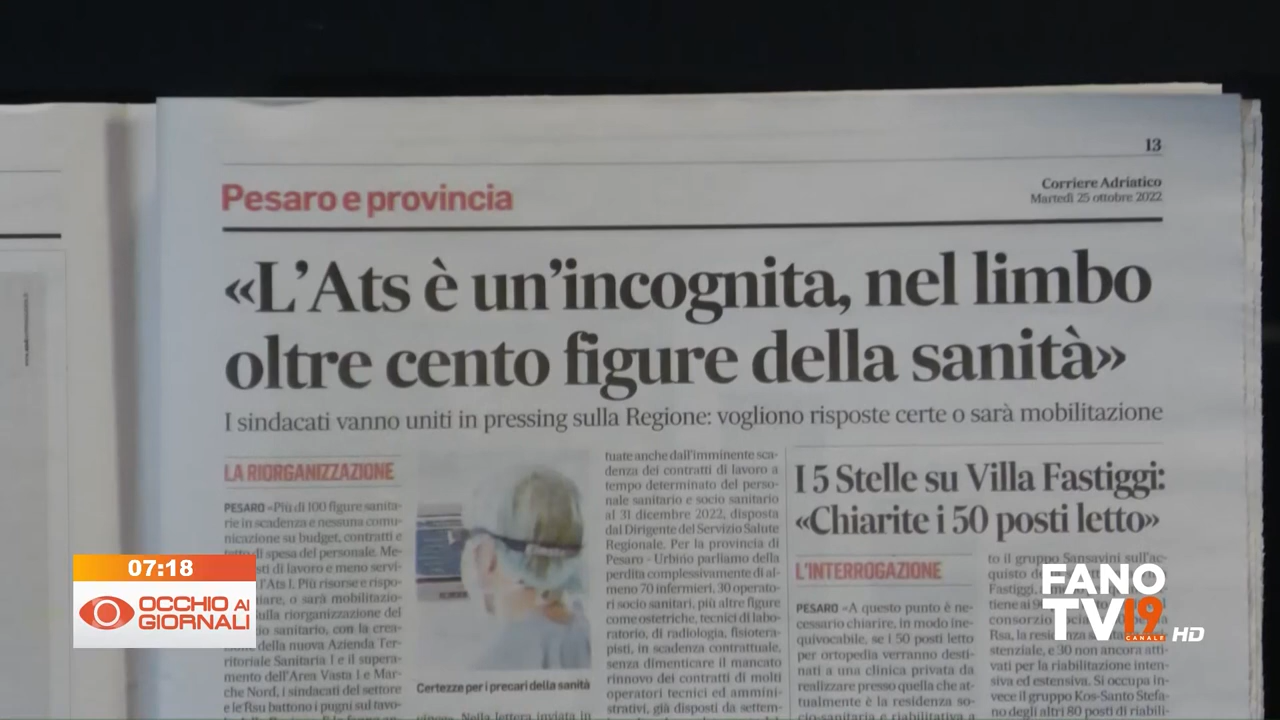 13
Pesaro e provincia
Corriere Adriatico
Martedì 25 ottobre 2022
«L'Ats è un'incognita, nel limbo
oltre cento figure della sanità»
I sindacati vanno uniti in pressing sulla Regione: vogliono risposte certe o sarà mobilitazione
LA RIORGANIZZAZIONE
PESARO «Più di 100 figure sanita-
rie in scadenza e nessuna comu-
nicazione su budget, contratti e
di spesa del personale. Me-
sti di lavoro e meno servi-
l'Ats 1. Più risorse e rispo-
iare, o sarà mobilitazio-
sulla riorganizzazione del
io sanitario, con la crea-
della nuova Azienda Ter-
ritoriale Sanitaria 1 e il supera-
mento dell'Area Vasta 1 e Mar-
che Nord, i sindacati del settore
e le Rsu battono i pugni sul tavo-
Certezze per i precari della sanità
Nella lettera inviata in
tuate anche dall'imminente sca-
denza dei contratti di lavoro a
tempo determinato del perso-
nale sanitario e socio sanitario
al 31 dicembre 2022, disposta
dal Dirigente del Servizio Salute
Regionale. Per la provincia di
Pesaro - Urbino parliamo della
perdita complessivamente di al-
meno 70 infermieri, 30 operato-
ri socio sanitari, più altre figure
come ostetriche, tecnici di labo-
ratorio, di radiologia, fisiotera-
pisti, in scadenza contrattuale,
senza dimenticare il mancato
rinnovo dei contratti di molti
operatori tecnici ed ammini-
strativi, già disposti da settem-
I 5 Stelle su Villa Fastiggi:
«Chiarite i 50 posti letto»
L'INTERROGAZIONE
PESARO «A questo punto è ne-
cessario chiarire, in modo ine-
quivocabile, se i 50 posti letto
per ortopedia verranno desti-
nati a una clinica privata da
realizzare presso quella che at-
tualmente è la residenza so-
cio-sanitaria e riabilitativa a
to il gruppo Sansavini sull'ac-
quisto de
Fastiggi,
tiene a 9
consorzio
Rsa, la res
stenziale, e 30 non ancora atti-
vati per la riabilitazione inten-
siva ed estensiva. Si occupa in-
vece il gruppo Kos-Santo Stefa-
no degli altri 80 posti di riabili-
07:18
OCCHIO AI
GIORNALI
FANO
TV19
CANALE
HD